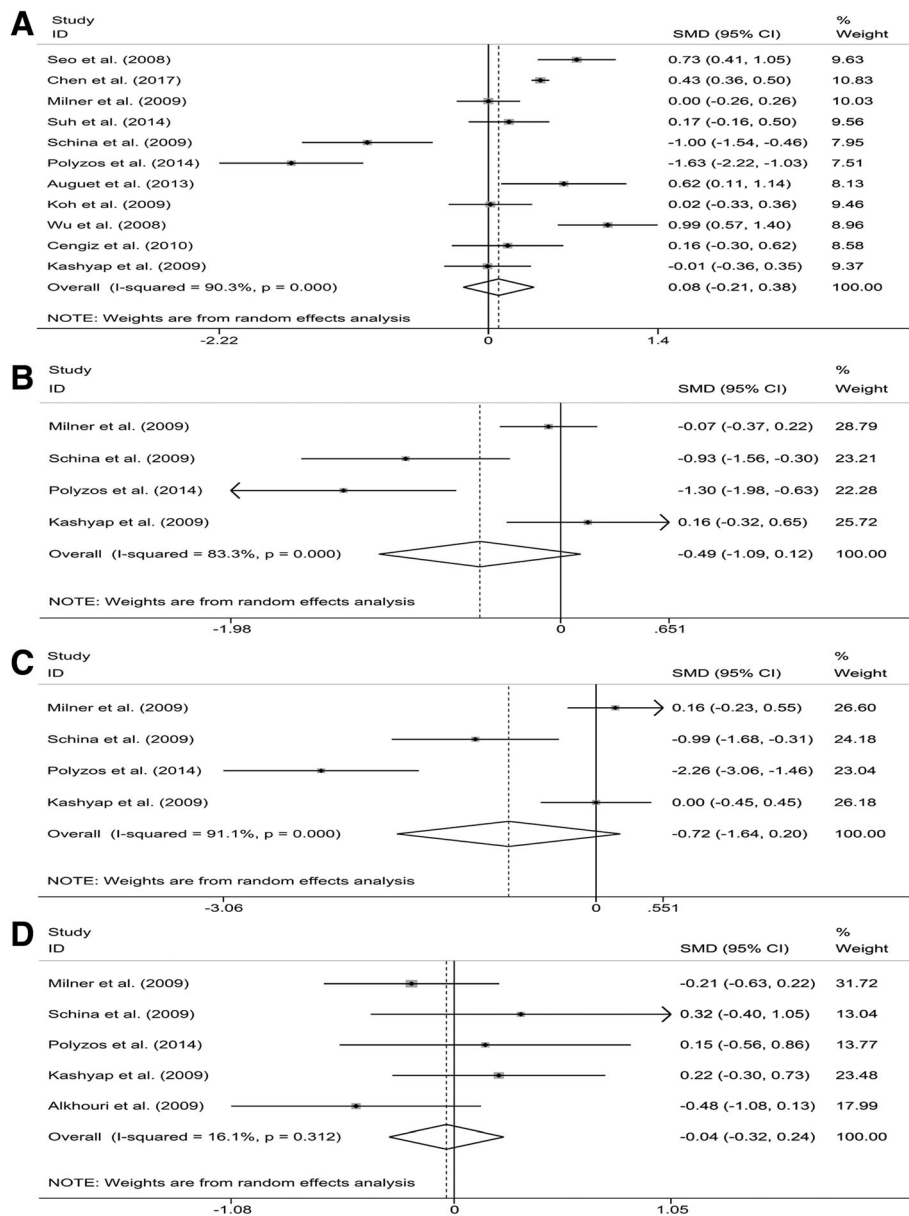 A
Study %
ID SMD (95% CI) Weight
Seo et al. (2008) 0.73 (0.41, 1.05) 9.63
Chen et al. (2017) 0.43 (0.36, 0.50) 10.83
Milner et al. (2009) 0.00 (-0.26, 0.26) 10.03
Suh et al. (2014) 0.17 (-0.16, 0.50) 9.56
Schina et al. (2009) -1.00 (-1.54, -0.46) 7.95
Polyzos et al. (2014) -1.63 (-2.22, -1.03) 7.51
Auguet et al. (2013) 0.62 (0.11, 1.14) 8.13
Koh et al. (2009) 0.02 (-0.33, 0.36) 9.46
Wu et al. (2008) 0.99 (0.57, 1.40) 8.96
Cengiz et al. (2010) 0.16 (-0.30, 0.62) 8.58
Kashyap et al. (2009) -0.01 (-0.36, 0.35) 9.37
Overall (I-squared = 90.3%, p = 0.000) 0.08 (-0.21, 0.38) 100.00
NOTE: Weights are from random effects analysis
-2.22 0 1.4
B
Study %
ID SMD (95% CI) Weight
Milner et al. (2009) -0.07 (-0.37, 0.22) 28.79
Schina et al. (2009) -0.93 (-1.56, -0.30) 23.21
Polyzos et al. (2014) -1.30 (-1.98, -0.63) 22.28
Kashyap et al. (2009) 0.16 (-0.32, 0.65) 25.72
Overall (I-squared = 83.3%, p = 0.000) -0.49 (-1.09, 0.12) 100.00
NOTE: Weights are from random effects analysis
-1.98 0 .651
C
Study %
ID SMD (95% CI) Weight
Milner et al. (2009) 0.16 (-0.23, 0.55) 26.60
Schina et al. (2009) -0.99 (-1.68, -0.31) 24.18
Polyzos et al. (2014) -2.26 (-3.06, -1.46) 23.04
Kashyap et al. (2009) 0.00 (-0.45, 0.45) 26.18
Overall (I-squared = 91.1%, p = 0.000) -0.72 (-1.64, 0.20) 100.00
NOTE: Weights are from random effects analysis
-3.06 0 .551
D
Study %
ID SMD (95% CI) Weight
Milner et al. (2009) -0.21 (-0.63, 0.22) 31.72
Schina et al. (2009) 0.32 (-0.40, 1.05) 13.04
Polyzos et al. (2014) 0.15 (-0.56, 0.86) 13.77
Kashyap et al. (2009) 0.22 (-0.30, 0.73) 23.48
Alkhouri et al. (2009) -0.48 (-1.08, 0.13) 17.99
Overall (I-squared = 16.1%, p = 0.312) -0.04 (-0.32, 0.24) 100.00
NOTE: Weights are from random effects analysis
-1.08 0 1.05